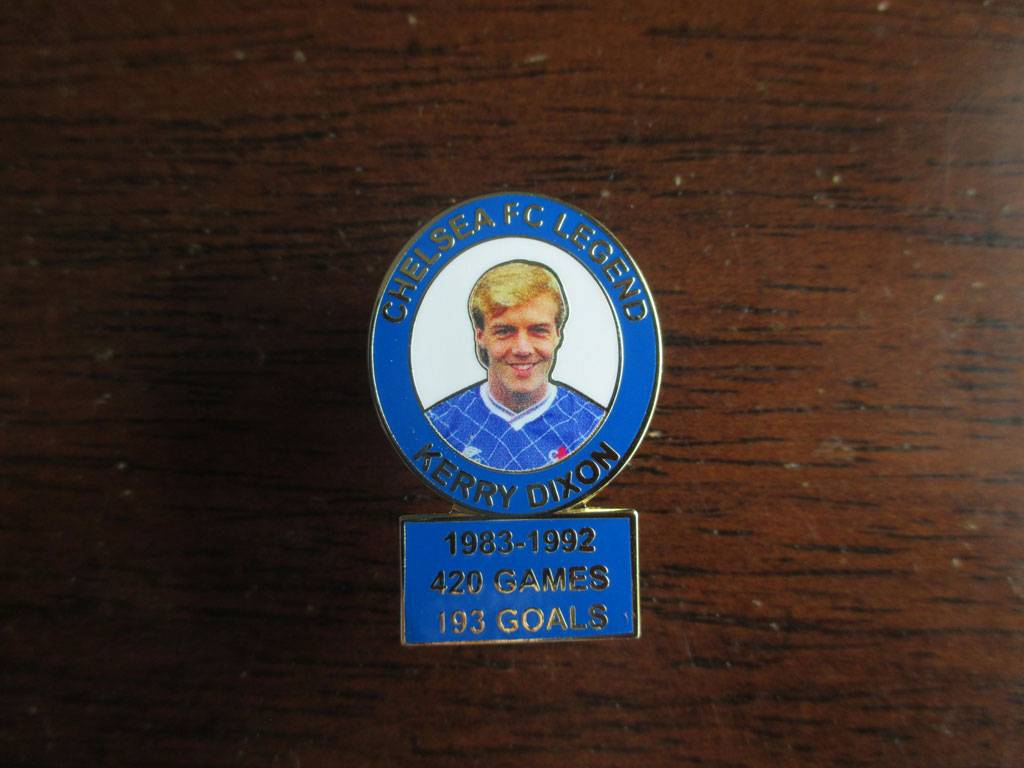 CHELSEA FC LEGEND
KERRY DIXON
1983-1992
420 GAMES
193 GOALS